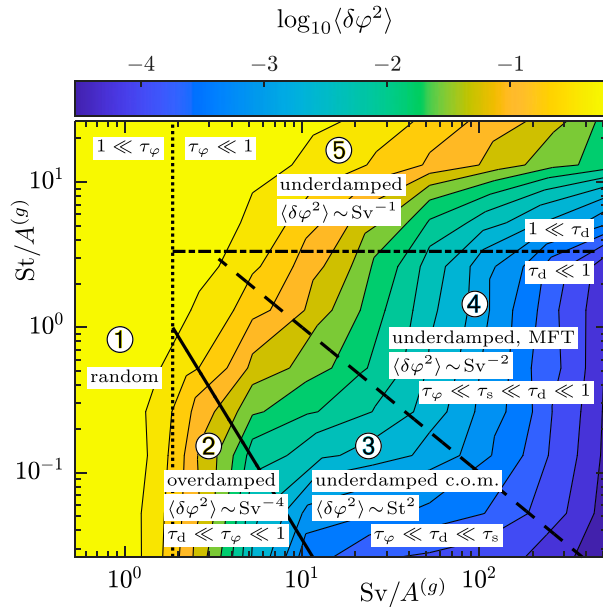 log₁₀⟨δφ²⟩
−4 −3 −2 −1
1 ≪ τ_φ τ_φ ≪ 1
⑤
underdamped
⟨δφ²⟩ ∼ Sv⁻¹
1 ≪ τ_d
τ_d ≪ 1
④
underdamped, MFT
⟨δφ²⟩ ∼ Sv⁻²
τ_φ ≪ τ_s ≪ τ_d ≪ 1
①
random
②
overdamped
⟨δφ²⟩ ∼ Sv⁻⁴
τ_d ≪ τ_φ ≪ 1
③
underdamped c.o.m.
⟨δφ²⟩ ∼ St²
τ_φ ≪ τ_d ≪ τ_s
10¹
10⁰
10⁻¹
St/A⁽ᵍ⁾
10⁰ 10¹ 10²
Sv/A⁽ᵍ⁾